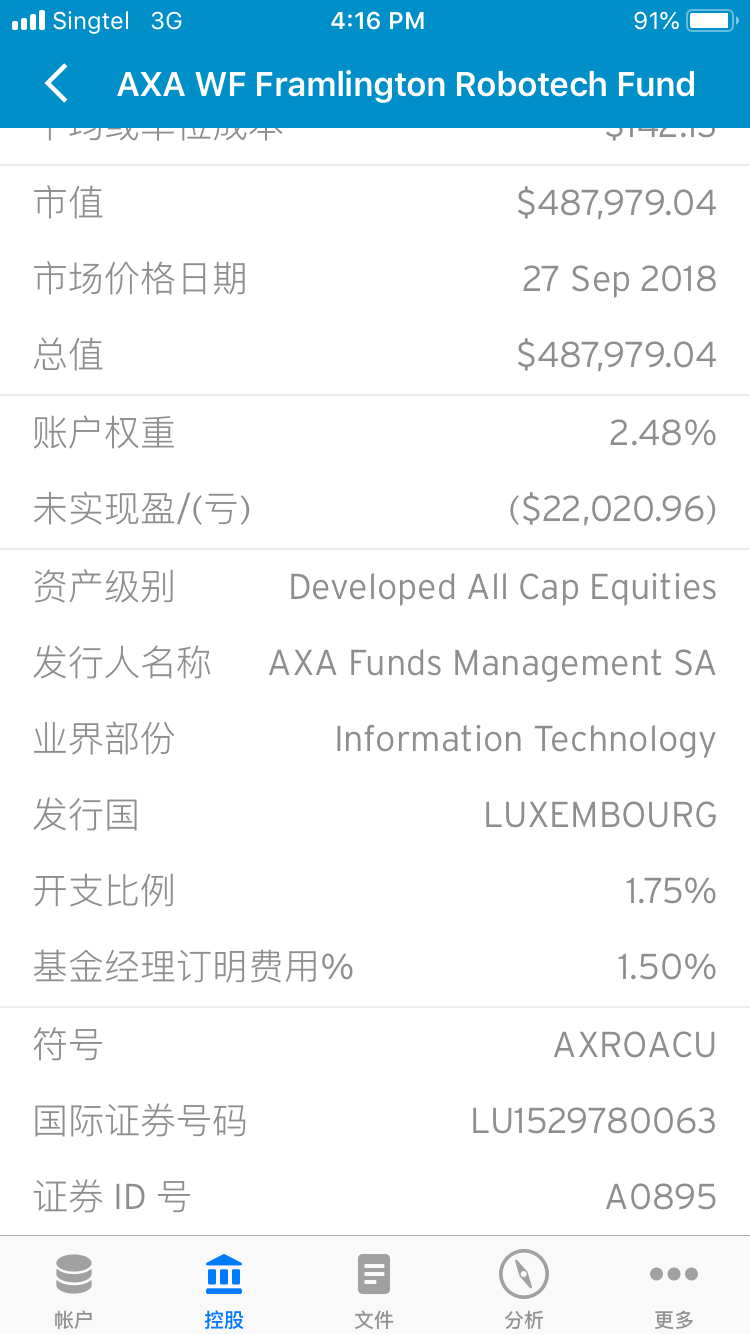 Singtel 3G 4:16 PM 91%
AXA WF Framlington Robotech Fund
市值 $487,979.04
市场价格日期 27 Sep 2018
总值 $487,979.04
账户权重 2.48%
未实现盈/(亏) ($22,020.96)
资产级别 Developed All Cap Equities
发行人名称 AXA Funds Management SA
业界部份 Information Technology
发行国 LUXEMBOURG
开支比例 1.75%
基金经理订明费用% 1.50%
符号 AXROACU
国际证券号码 LU1529780063
证券 ID 号 A0895
帐户 控股 文件 分析 更多